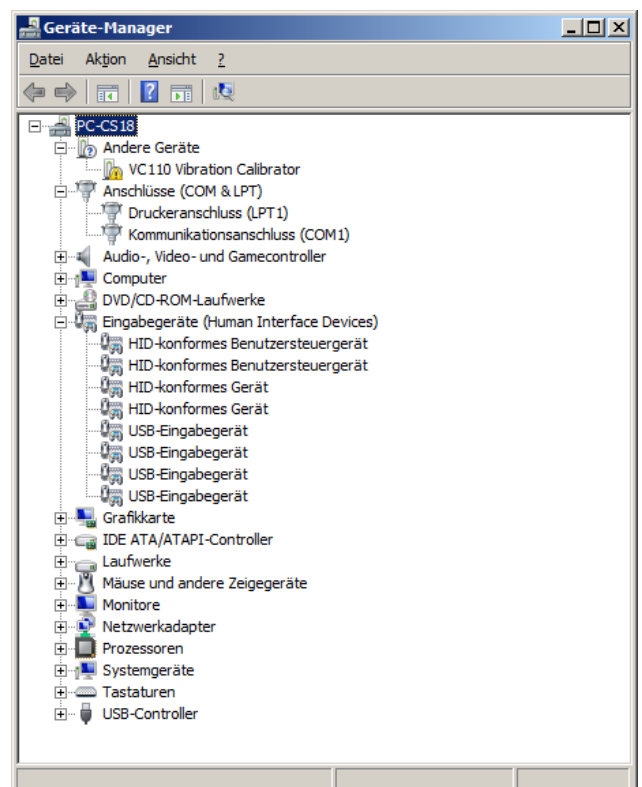 Geräte-Manager
Datei Aktion Ansicht ?
PC-CS18
Andere Geräte
VC110 Vibration Calibrator
Anschlüsse (COM & LPT)
Druckeranschluss (LPT1)
Kommunikationsanschluss (COM1)
Audio-, Video- und Gamecontroller
Computer
DVD/CD-ROM-Laufwerke
Eingabegeräte (Human Interface Devices)
HID-konformes Benutzersteuergerät
HID-konformes Benutzersteuergerät
HID-konformes Gerät
HID-konformes Gerät
USB-Eingabegerät
USB-Eingabegerät
USB-Eingabegerät
USB-Eingabegerät
Grafikkarte
IDE ATA/ATAPI-Controller
Laufwerke
Mäuse und andere Zeigegeräte
Monitore
Netzwerkadapter
Prozessoren
Systemgeräte
Tastaturen
USB-Controller